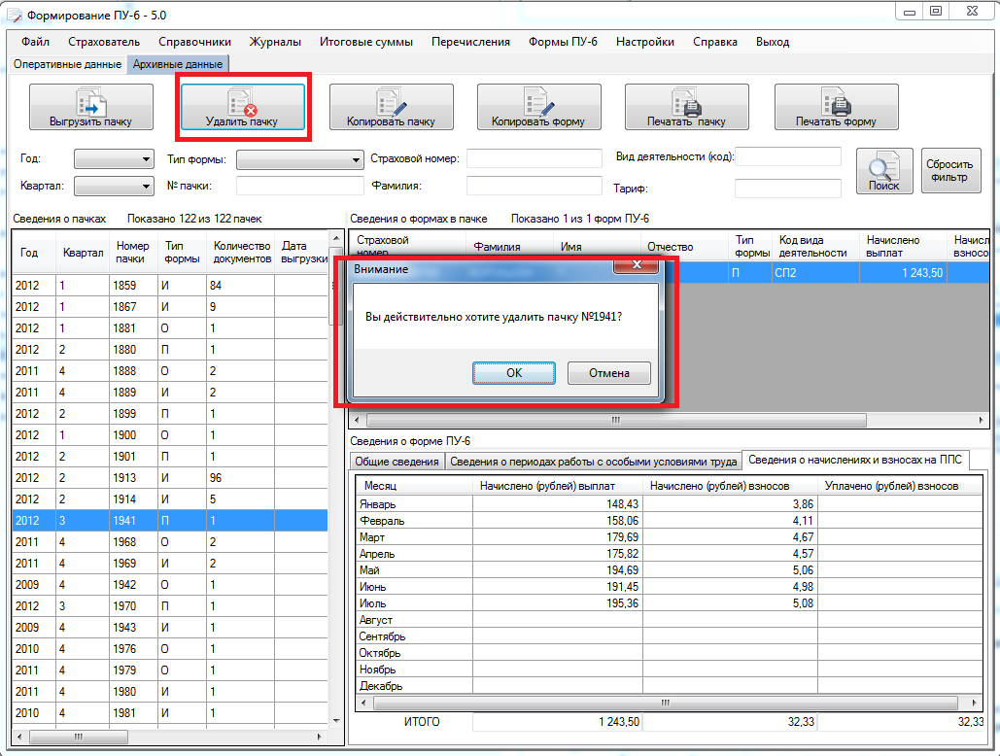 Формирование ПУ-6 - 5.0
Файл Страхователь Справочники Журналы Итоговые суммы Перечисления Формы ПУ-6 Настройки Справка Выход
Оперативные данные Архивные данные
Выгрузить пачку Удалить пачку Копировать пачку Копировать форму Печатать пачку Печатать форму
Год: Тип формы: Страховой номер: Вид деятельности (код): Поиск Сбросить фильтр
Квартал: № пачки: Фамилия: Тариф:
Сведения о пачках Показано 122 из 122 пачек
Год Квартал Номер пачки Тип формы Количество документов Дата выгрузки
2012 1 1859 И 84
2012 1 1867 И 9
2012 1 1881 О 1
2012 2 1880 П 1
2011 4 1888 О 2
2011 4 1889 И 2
2012 2 1899 П 1
2012 1 1900 О 1
2012 2 1901 П 1
2012 2 1913 И 96
2012 2 1914 И 5
2012 3 1941 П 1
2011 4 1968 О 2
2011 4 1969 И 2
2009 4 1942 О 1
2012 3 1970 П 1
2009 4 1943 И 1
2010 4 1976 О 1
2011 4 1979 О 1
2011 4 1980 И 1
2010 4 1981 И 1
Сведения о формах в пачке Показано 1 из 1 форм ПУ-6
Страховой номер Фамилия Имя Отчество Тип формы Код вида деятельности Начислено выплат Начисл взносо
П СП2 1 243,50
Внимание
Вы действительно хотите удалить пачку №1941?
OK Отмена
Сведения о форме ПУ-6
Общие сведения Сведения о периодах работы с особыми условиями труда Сведения о начислениях и взносах на ППС
Месяц Начислено (рублей) выплат Начислено (рублей) взносов Уплачено (рублей) взносов
Январь 148,43 3,86
Февраль 158,06 4,11
Март 179,69 4,67
Апрель 175,82 4,57
Май 194,69 5,06
Июнь 191,45 4,98
Июль 195,36 5,08
Август
Сентябрь
Октябрь
Ноябрь
Декабрь
ИТОГО 1 243,50 32,33 32,33